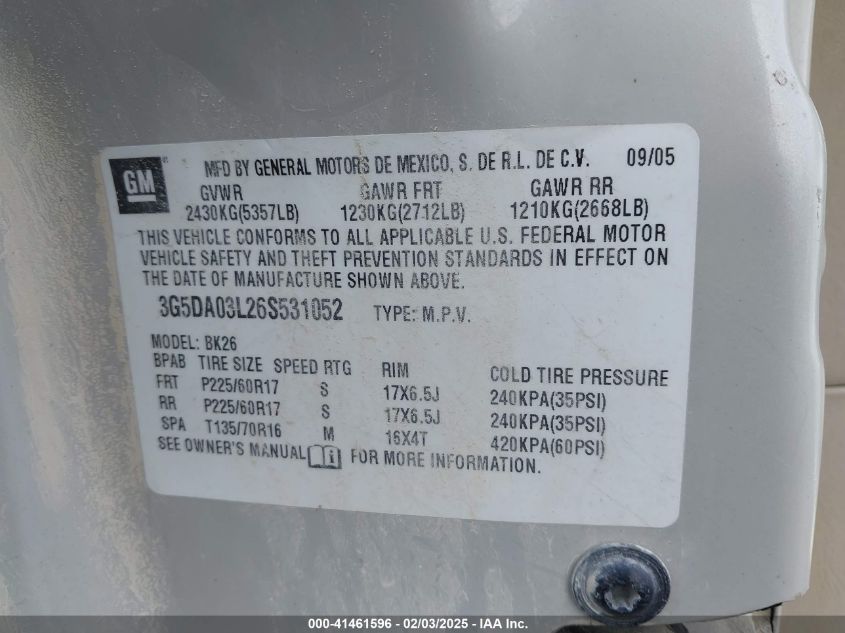 GM MFD BY GENERAL MOTORS DE MEXICO, S. DE R.L. DE C.V. 09/05
GVWR GAWR FRT GAWR RR
2430KG(5357LB) 1230KG(2712LB) 1210KG(2668LB)
THIS VEHICLE CONFORMS TO ALL APPLICABLE U.S. FEDERAL MOTOR
VEHICLE SAFETY AND THEFT PREVENTION STANDARDS IN EFFECT ON
THE DATE OF MANUFACTURE SHOWN ABOVE.
3G5DA03L26S531052 TYPE: M.P.V.
MODEL: BK26
BPAB TIRE SIZE SPEED RTG RIM COLD TIRE PRESSURE
FRT P225/60R17 S 17X6.5J 240KPA(35PSI)
RR P225/60R17 S 17X6.5J 240KPA(35PSI)
SPA T135/70R16 M 16X4T 420KPA(60PSI)
SEE OWNER'S MANUAL i FOR MORE INFORMATION.
000-41461596 - 02/03/2025 - IAA Inc.